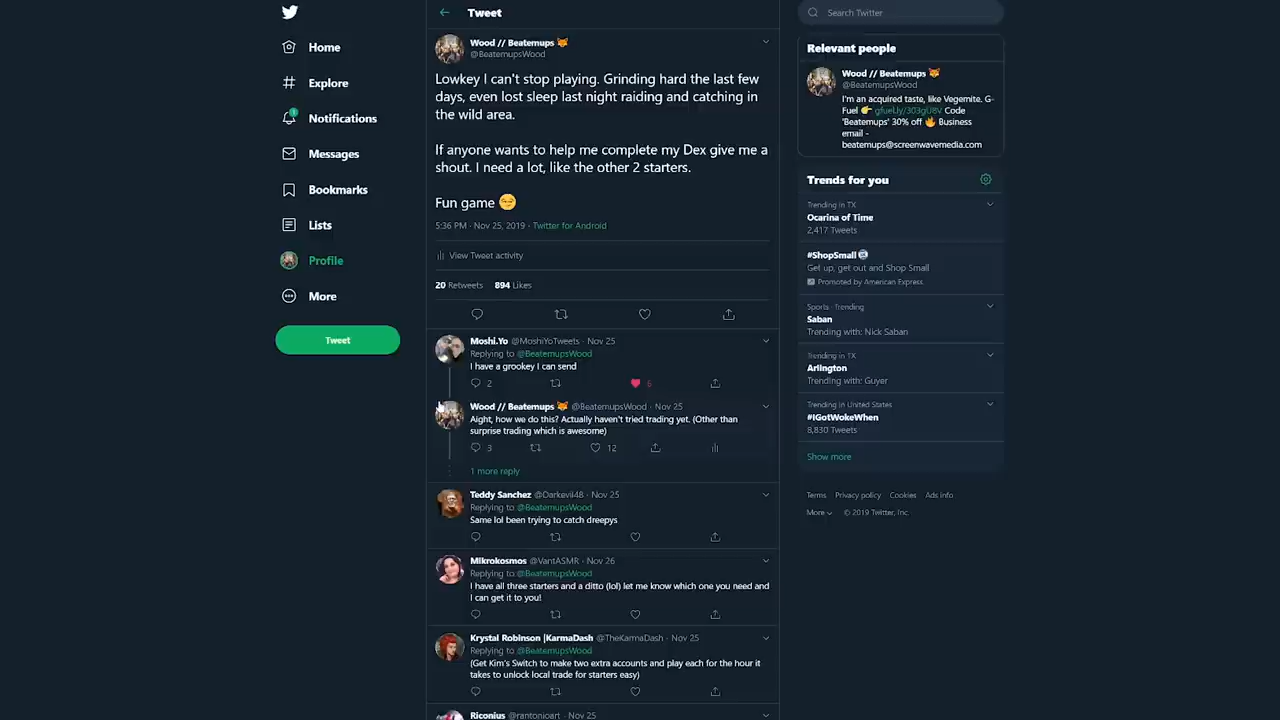 Home
Explore
1
Notifications
Messages
Bookmarks
Lists
Profile
More
Tweet
Tweet
Wood // Beatemups 🦊
@BeatemupsWood
Lowkey I can't stop playing. Grinding hard the last few
days, even lost sleep last night raiding and catching in
the wild area.
If anyone wants to help me complete my Dex give me a
shout. I need a lot, like the other 2 starters.
Fun game 😏
5:36 PM · Nov 25, 2019 · Twitter for Android
View Tweet activity
20 Retweets 894 Likes
Moshi.Yo @MoshiYoTweets · Nov 25
Replying to @BeatemupsWood
I have a grookey I can send
2 6
Wood // Beatemups 🦊 @BeatemupsWood · Nov 25
Aight, how we do this? Actually haven't tried trading yet. (Other than
surprise trading which is awesome)
3 12
1 more reply
Teddy Sanchez @Darkevil48 · Nov 25
Replying to @BeatemupsWood
Same lol been trying to catch dreepys
Mikrokosmos @VantASMR · Nov 26
Replying to @BeatemupsWood
I have all three starters and a ditto (lol) let me know which one you need and
I can get it to you!
Krystal Robinson |KarmaDash @TheKarmaDash · Nov 25
Replying to @BeatemupsWood
(Get Kim's Switch to make two extra accounts and play each for the hour it
takes to unlock local trade for starters easy)
Riconius @rantonioart · Nov 25
Search Twitter
Relevant people
Wood // Beatemups 🦊
@BeatemupsWood
I'm an acquired taste, like Vegemite. G-
Fuel 👉 gfuel.ly/303gU8V Code
'Beatemups' 30% off 🔥 Business
email -
beatemups@screenwavemedia.com
Trends for you
Trending in TX
Ocarina of Time
2,417 Tweets
#ShopSmall
Get up, get out and Shop Small
Promoted by American Express
Sports · Trending
Saban
Trending with: Nick Saban
Trending in TX
Arlington
Trending with: Guyer
Trending in United States
#IGotWokeWhen
8,830 Tweets
Show more
Terms Privacy policy Cookies Ads info
More © 2019 Twitter, Inc.